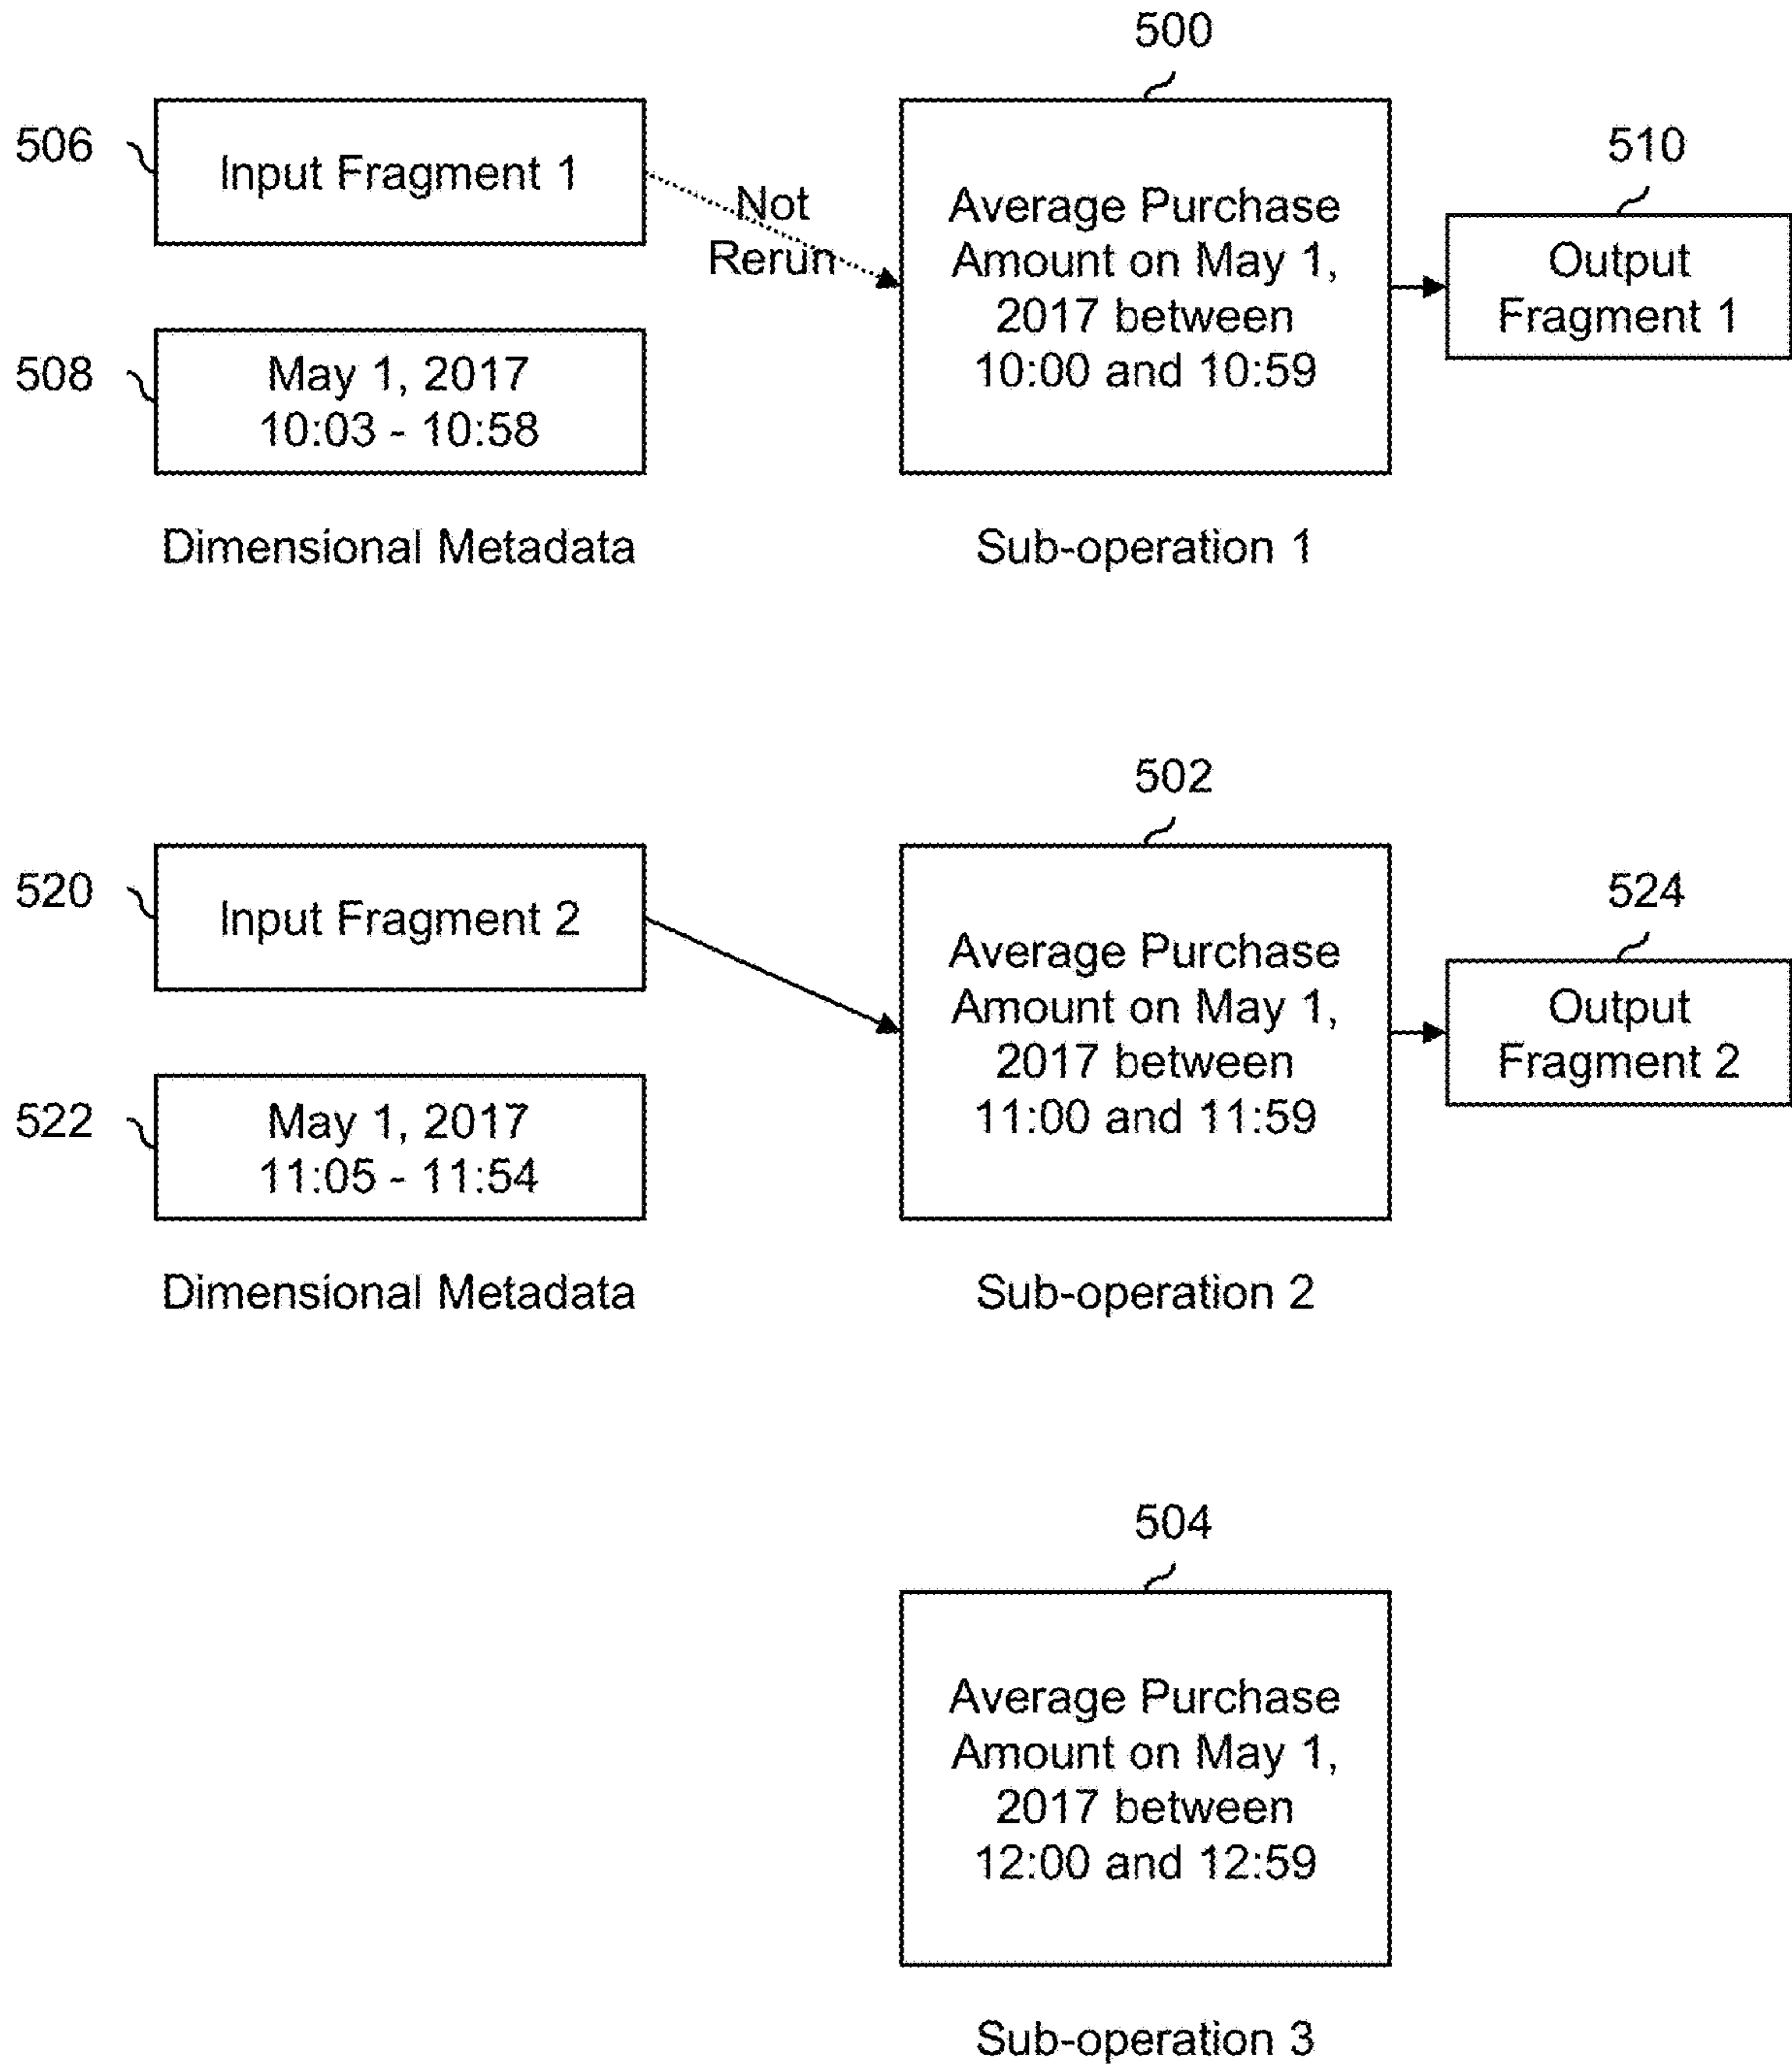 500
506
Input Fragment 1
Not
Rerun
Average Purchase
Amount on May 1,
2017 between
10:00 and 10:59
510
Output
Fragment 1
508
May 1, 2017
10:03 - 10:58
Dimensional Metadata
Sub-operation 1
502
520
Input Fragment 2
Average Purchase
Amount on May 1,
2017 between
11:00 and 11:59
524
Output
Fragment 2
522
May 1, 2017
11:05 - 11:54
Dimensional Metadata
Sub-operation 2
504
Average Purchase
Amount on May 1,
2017 between
12:00 and 12:59
Sub-operation 3